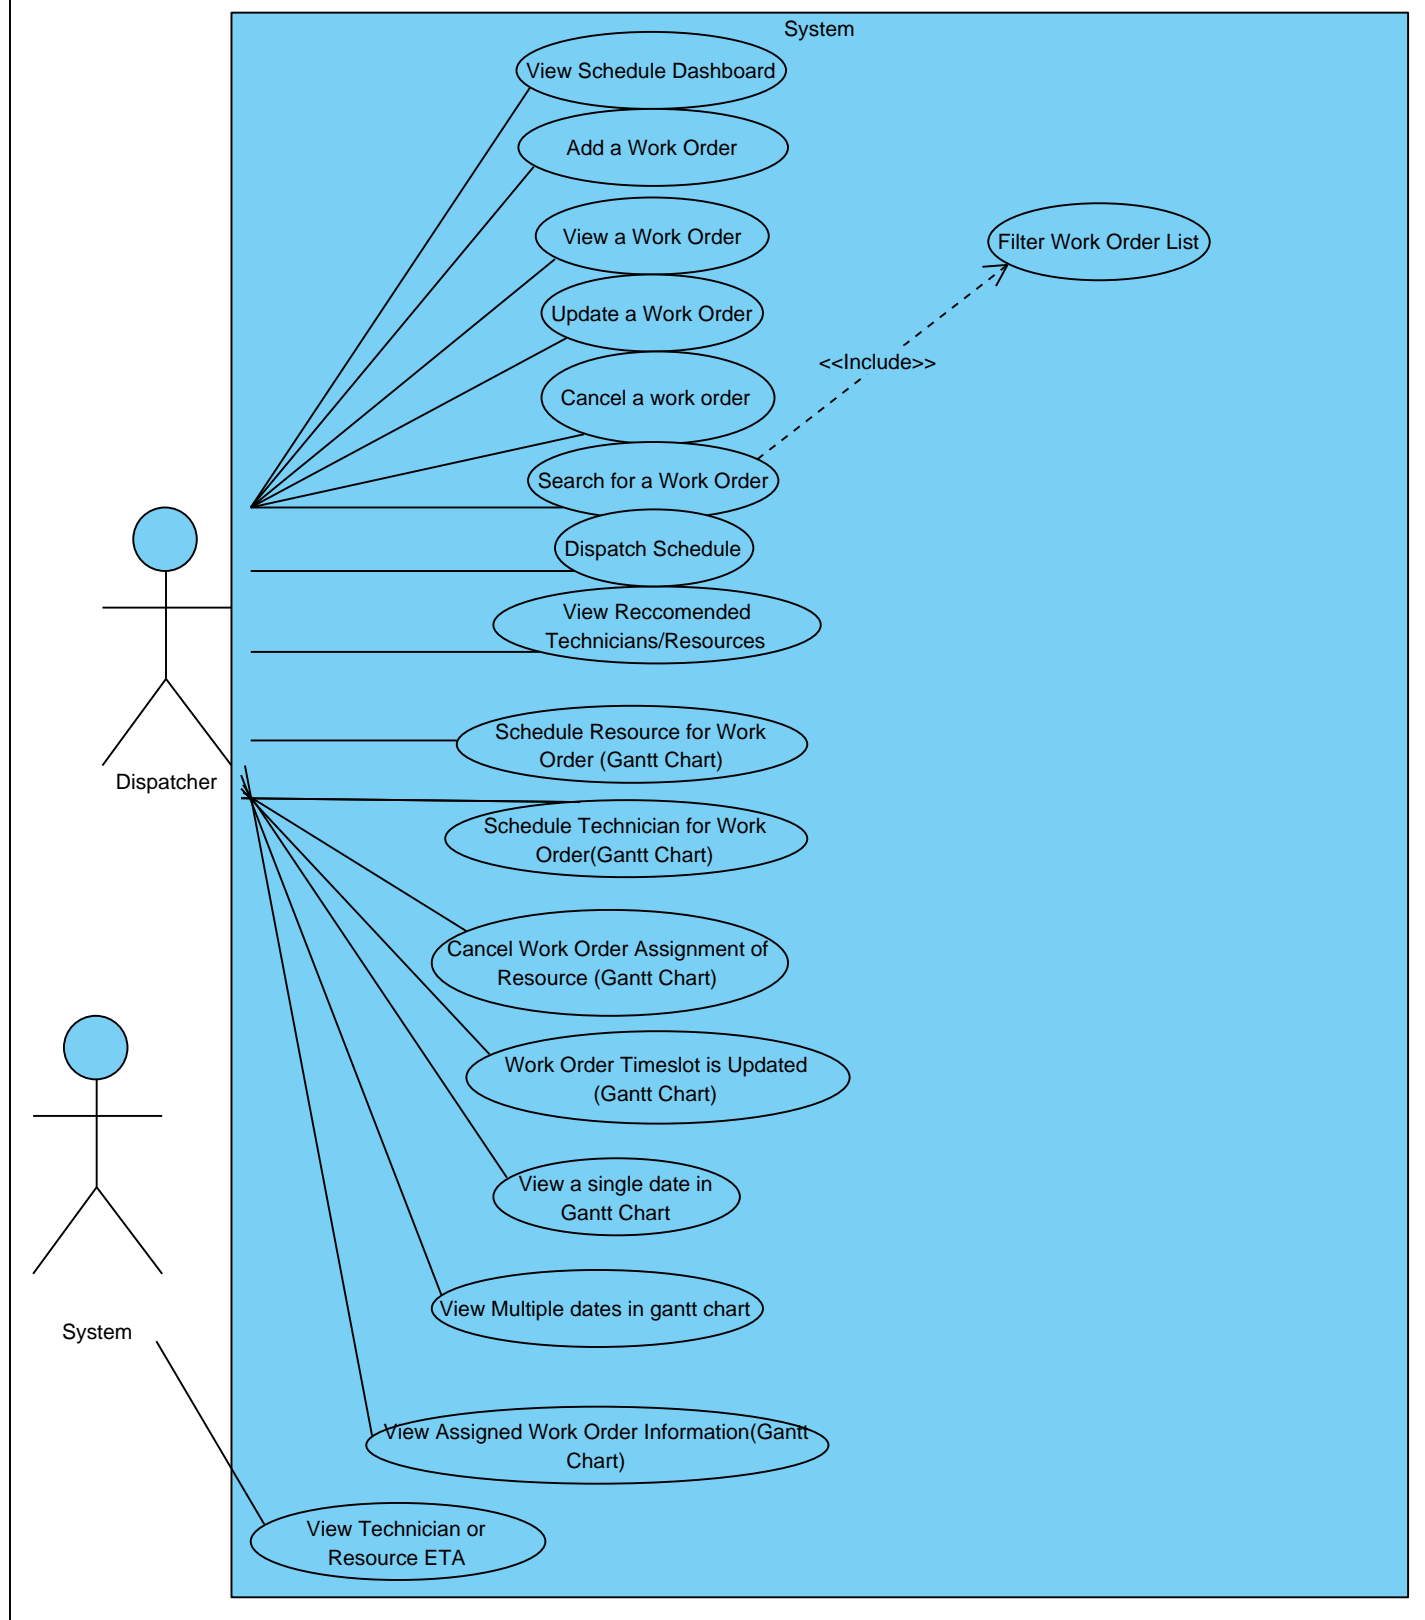 System
View Schedule Dashboard
Add a Work Order
View a Work Order
Filter Work Order List
Update a Work Order
<<Include>>
Cancel a work order
Search for a Work Order
Dispatch Schedule
View Reccomended
Technicians/Resources
Schedule Resource for Work
Order (Gantt Chart)
Dispatcher
Schedule Technician for Work
Order(Gantt Chart)
Cancel Work Order Assignment of
Resource (Gantt Chart)
Work Order Timeslot is Updated
(Gantt Chart)
View a single date in
Gantt Chart
View Multiple dates in gantt chart
System
View Assigned Work Order Information(Gantt
Chart)
View Technician or
Resource ETA